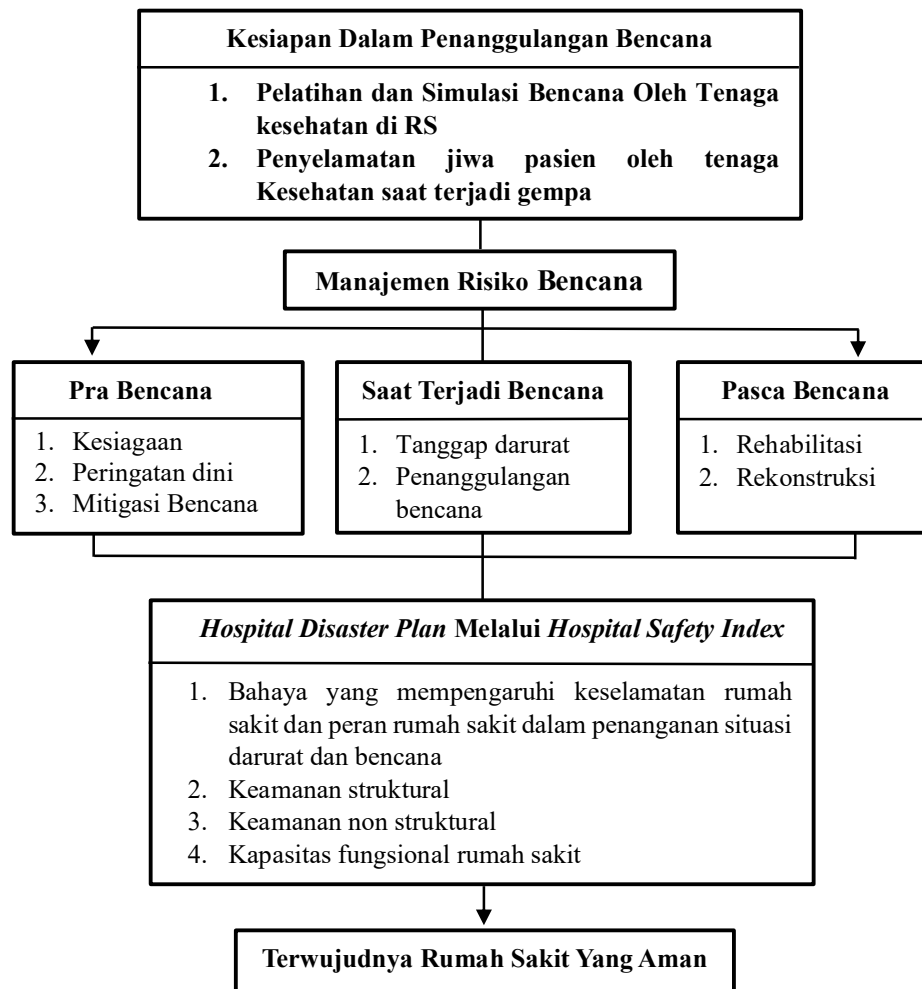 Kesiapan Dalam Penanggulangan Bencana
1. Pelatihan dan Simulasi Bencana Oleh Tenaga
kesehatan di RS
2. Penyelamatan jiwa pasien oleh tenaga
Kesehatan saat terjadi gempa
Manajemen Risiko Bencana
Pra Bencana
1. Kesiagaan
2. Peringatan dini
3. Mitigasi Bencana
Saat Terjadi Bencana
1. Tanggap darurat
2. Penanggulangan
bencana
Pasca Bencana
1. Rehabilitasi
2. Rekonstruksi
Hospital Disaster Plan Melalui Hospital Safety Index
1. Bahaya yang mempengaruhi keselamatan rumah
sakit dan peran rumah sakit dalam penanganan situasi
darurat dan bencana
2. Keamanan struktural
3. Keamanan non struktural
4. Kapasitas fungsional rumah sakit
Terwujudnya Rumah Sakit Yang Aman